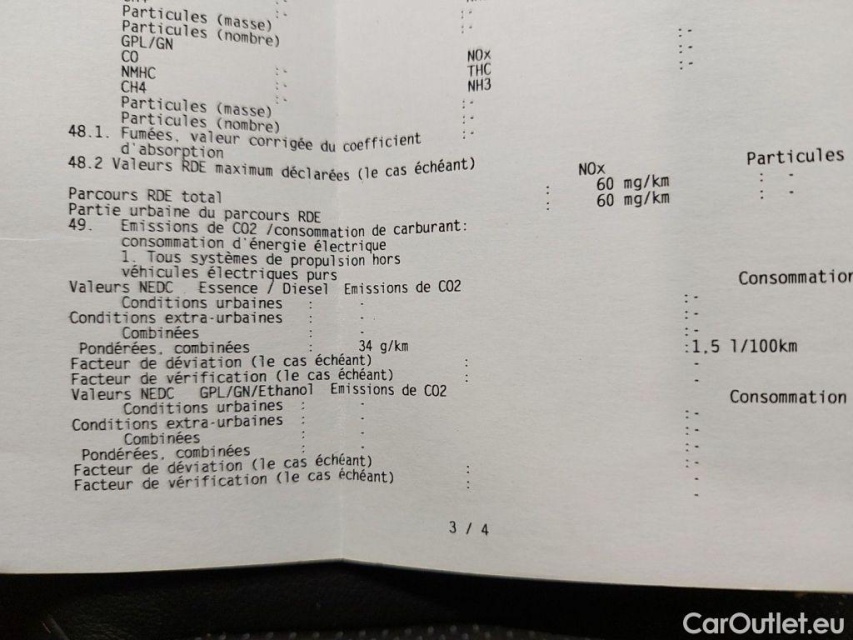 CH4 :-
Particules (masse) :-
Particules (nombre) :-
GPL/GN
CO NOx :-
NMHC :- THC :-
CH4 :- NH3 :-
Particules (masse) :-
Particules (nombre) :-
48.1. Fumées, valeur corrigée du coefficient :-
d'absorption
48.2 Valeurs RDE maximum déclarées (le cas échéant)
NOx Particules
Parcours RDE total : 60 mg/km : -
Partie urbaine du parcours RDE : 60 mg/km : -
49. Emissions de CO2 /consommation de carburant:
consommation d'énergie électrique
1. Tous systèmes de propulsion hors
véhicules électriques purs
Valeurs NEDC Essence / Diesel Emissions de CO2 Consommation
Conditions urbaines : - :-
Conditions extra-urbaines : - :-
Combinées : - :-
Pondérées, combinées : 34 g/km :1,5 l/100km
Facteur de déviation (le cas échéant) : -
Facteur de vérification (le cas échéant) : -
Valeurs NEDC GPL/GN/Ethanol Emissions de CO2 Consommation
Conditions urbaines : - :-
Conditions extra-urbaines : - :-
Combinées : - :-
Pondérées, combinées : - :-
Facteur de déviation (le cas échéant) : -
Facteur de vérification (le cas échéant) : -
3 / 4
CarOutlet.eu